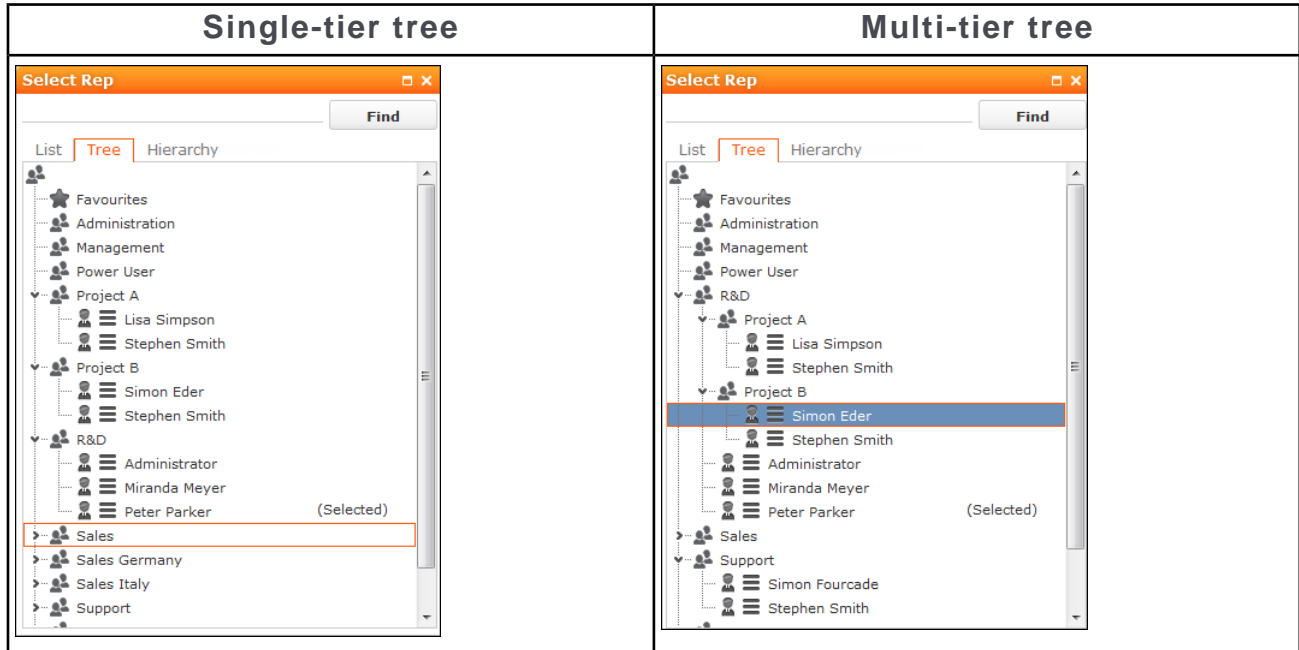 Single-tier tree
Multi-tier tree
Select Rep
Find
List Tree Hierarchy
Favourites
Administration
Management
Power User
Project A
Lisa Simpson
Stephen Smith
Project B
Simon Eder
Stephen Smith
R&D
Administrator
Miranda Meyer
Peter Parker (Selected)
Sales
Sales Germany
Sales Italy
Support
Select Rep
Find
List Tree Hierarchy
Favourites
Administration
Management
Power User
R&D
Project A
Lisa Simpson
Stephen Smith
Project B
Simon Eder
Stephen Smith
Administrator
Miranda Meyer
Peter Parker (Selected)
Sales
Support
Simon Fourcade
Stephen Smith